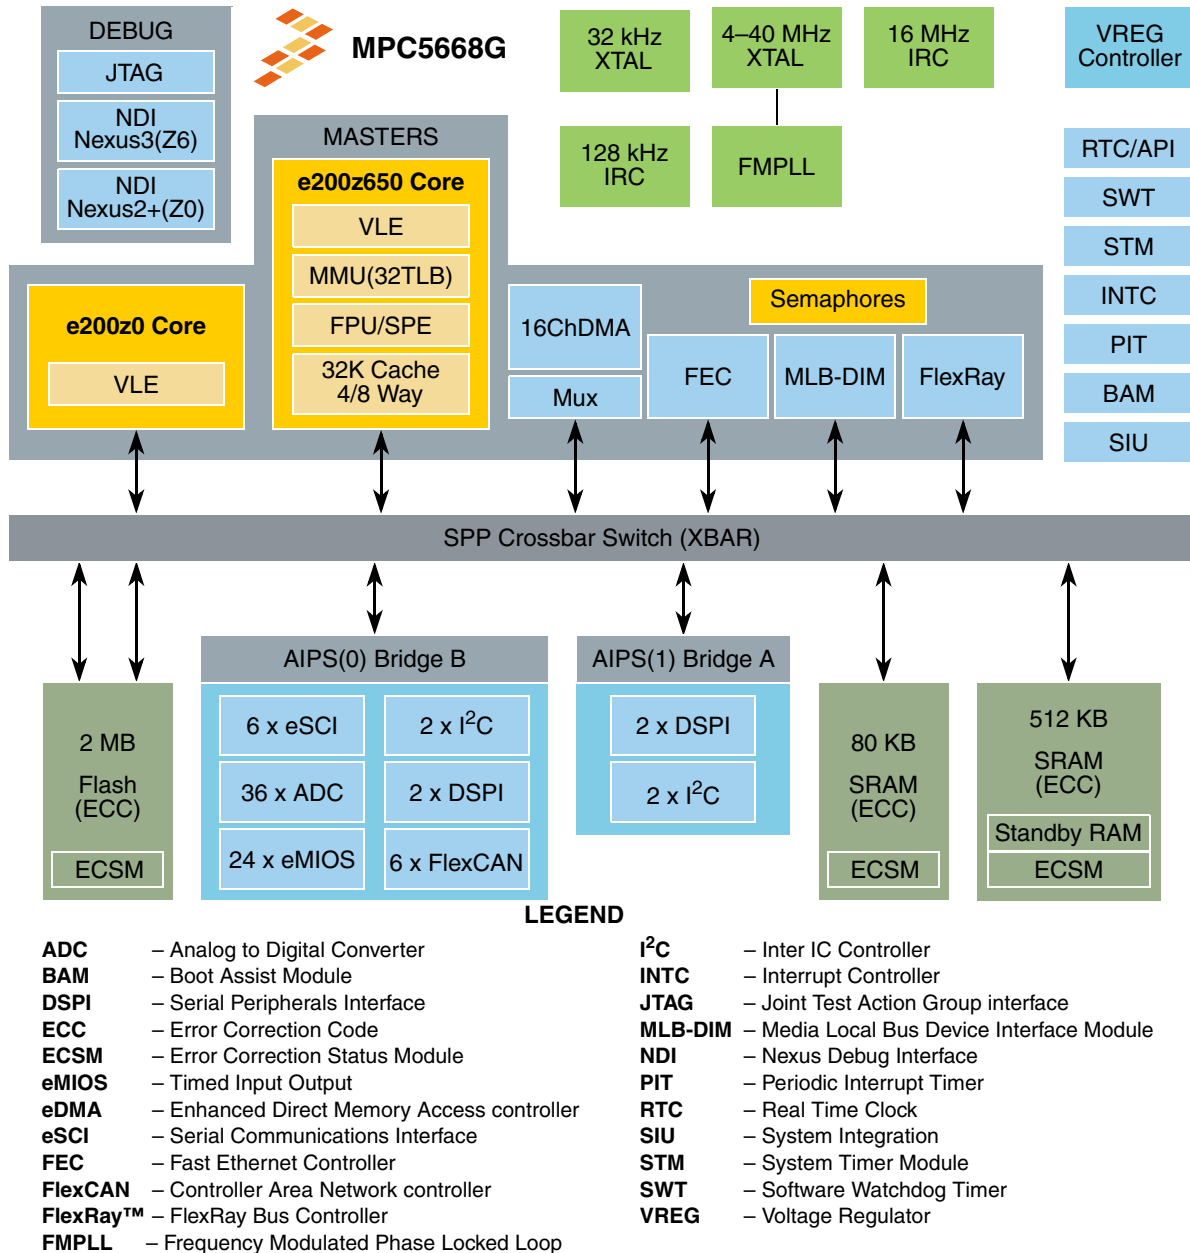 DEBUG
JTAG
NDI
Nexus3(Z6)
NDI
Nexus2+(Z0)
MPC5668G
32 kHz
XTAL
4–40 MHz
XTAL
16 MHz
IRC
128 kHz
IRC
FMPLL
VREG
Controller
RTC/API
SWT
STM
INTC
PIT
BAM
SIU
MASTERS
e200z650 Core
VLE
MMU(32TLB)
FPU/SPE
32K Cache
4/8 Way
e200z0 Core
VLE
16ChDMA
Mux
Semaphores
FEC
MLB-DIM
FlexRay
SPP Crossbar Switch (XBAR)
2 MB
Flash
(ECC)
ECSM
AIPS(0) Bridge B
6 x eSCI
2 x I²C
36 x ADC
2 x DSPI
24 x eMIOS
6 x FlexCAN
AIPS(1) Bridge A
2 x DSPI
2 x I²C
80 KB
SRAM
(ECC)
ECSM
512 KB
SRAM
(ECC)
Standby RAM
ECSM
LEGEND
ADC – Analog to Digital Converter
BAM – Boot Assist Module
DSPI – Serial Peripherals Interface
ECC – Error Correction Code
ECSM – Error Correction Status Module
eMIOS – Timed Input Output
eDMA – Enhanced Direct Memory Access controller
eSCI – Serial Communications Interface
FEC – Fast Ethernet Controller
FlexCAN – Controller Area Network controller
FlexRay™ – FlexRay Bus Controller
FMPLL – Frequency Modulated Phase Locked Loop
I²C – Inter IC Controller
INTC – Interrupt Controller
JTAG – Joint Test Action Group interface
MLB-DIM – Media Local Bus Device Interface Module
NDI – Nexus Debug Interface
PIT – Periodic Interrupt Timer
RTC – Real Time Clock
SIU – System Integration
STM – System Timer Module
SWT – Software Watchdog Timer
VREG – Voltage Regulator